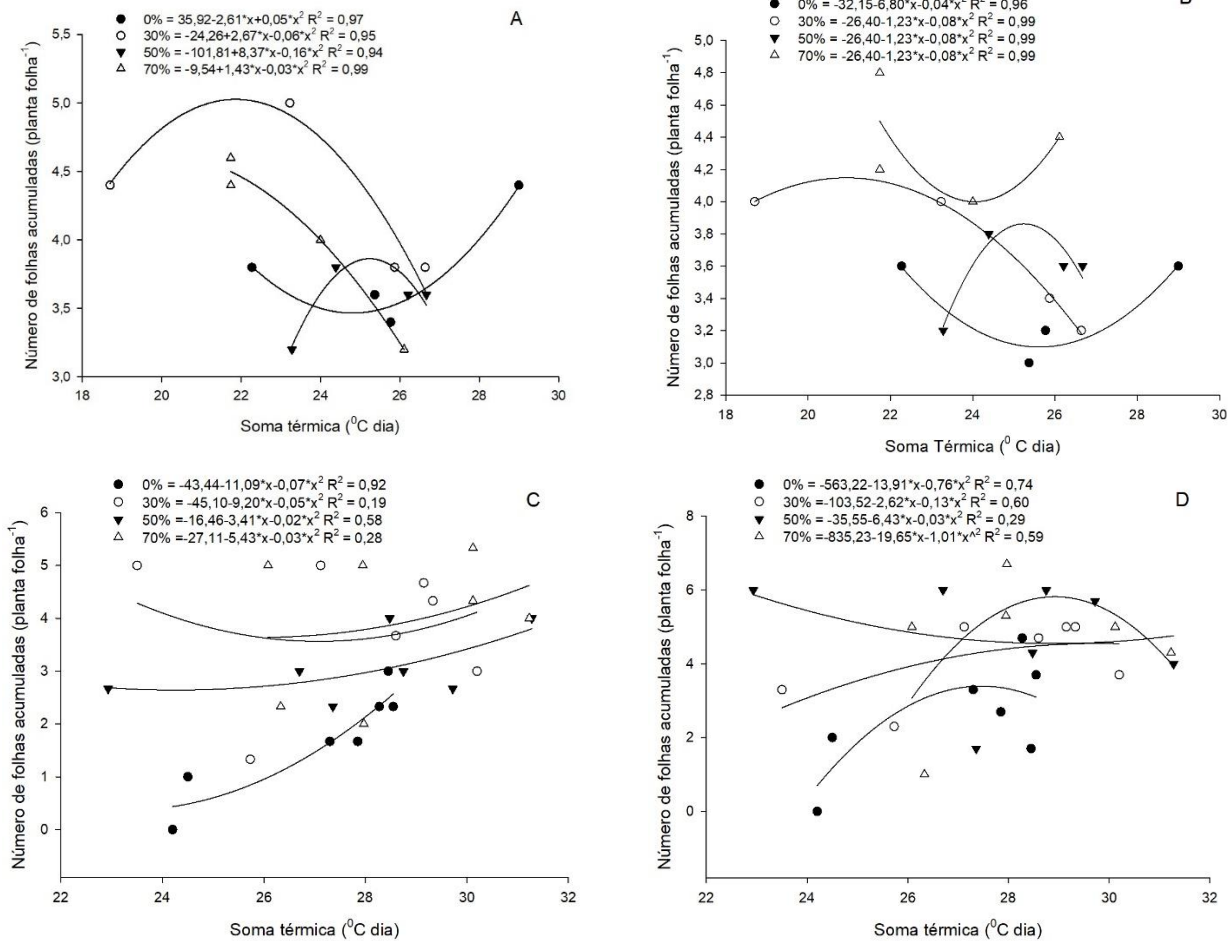 A
● 0% = 35,92-2,61*x+0,05*x² R² = 0,97
○ 30% = -24,26+2,67*x-0,06*x² R² = 0,95
▼ 50% = -101,81+8,37*x-0,16*x² R² = 0,94
△ 70% = -9,54+1,43*x-0,03*x² R² = 0,99
Número de folhas acumuladas (planta folha⁻¹)
5,5
5,0
4,5
4,0
3,5
3,0
18 20 22 24 26 28 30
Soma térmica (⁰C dia)
B
● 0% = -32,15-6,80*x-0,04*x² R² = 0,96
○ 30% = -26,40-1,23*x-0,08*x² R² = 0,99
▼ 50% = -26,40-1,23*x-0,08*x² R² = 0,99
△ 70% = -26,40-1,23*x-0,08*x² R² = 0,99
Número de folhas acumuladas (planta folha⁻¹)
5,0
4,8
4,6
4,4
4,2
4,0
3,8
3,6
3,4
3,2
3,0
2,8
18 20 22 24 26 28 30
Soma Térmica (⁰ C dia)
C
● 0% = -43,44-11,09*x-0,07*x² R² = 0,92
○ 30% = -45,10-9,20*x-0,05*x² R² = 0,19
▼ 50% = -16,46-3,41*x-0,02*x² R² = 0,58
△ 70% = -27,11-5,43*x-0,03*x² R² = 0,28
Número de folhas acumuladas (planta folha⁻¹)
6
5
4
3
2
1
0
22 24 26 28 30 32
Soma térmica (⁰C dia)
D
● 0% = -563,22-13,91*x-0,76*x² R² = 0,74
○ 30% = -103,52-2,62*x-0,13*x² R² = 0,60
▼ 50% = -35,55-6,43*x-0,03*x² R² = 0,29
△ 70% =-835,23-19,65*x-1,01*x^² R² = 0,59
Número de folhas acumuladas (planta folha⁻¹)
8
6
4
2
0
22 24 26 28 30 32
Soma térmica (⁰C dia)